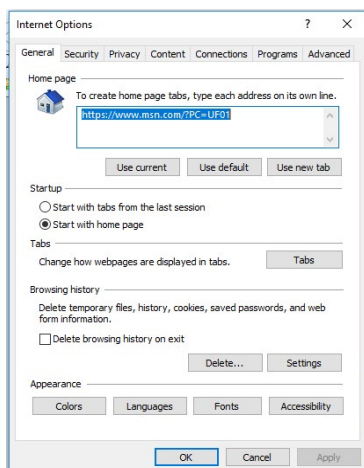 Internet Options ? X
General Security Privacy Content Connections Programs Advanced
Home page
To create home page tabs, type each address on its own line.
https://www.msn.com/?PC=UF01
Use current Use default Use new tab
Startup
Start with tabs from the last session
Start with home page
Tabs
Change how webpages are displayed in tabs. Tabs
Browsing history
Delete temporary files, history, cookies, saved passwords, and web
form information.
Delete browsing history on exit
Delete... Settings
Appearance
Colors Languages Fonts Accessibility
OK Cancel Apply